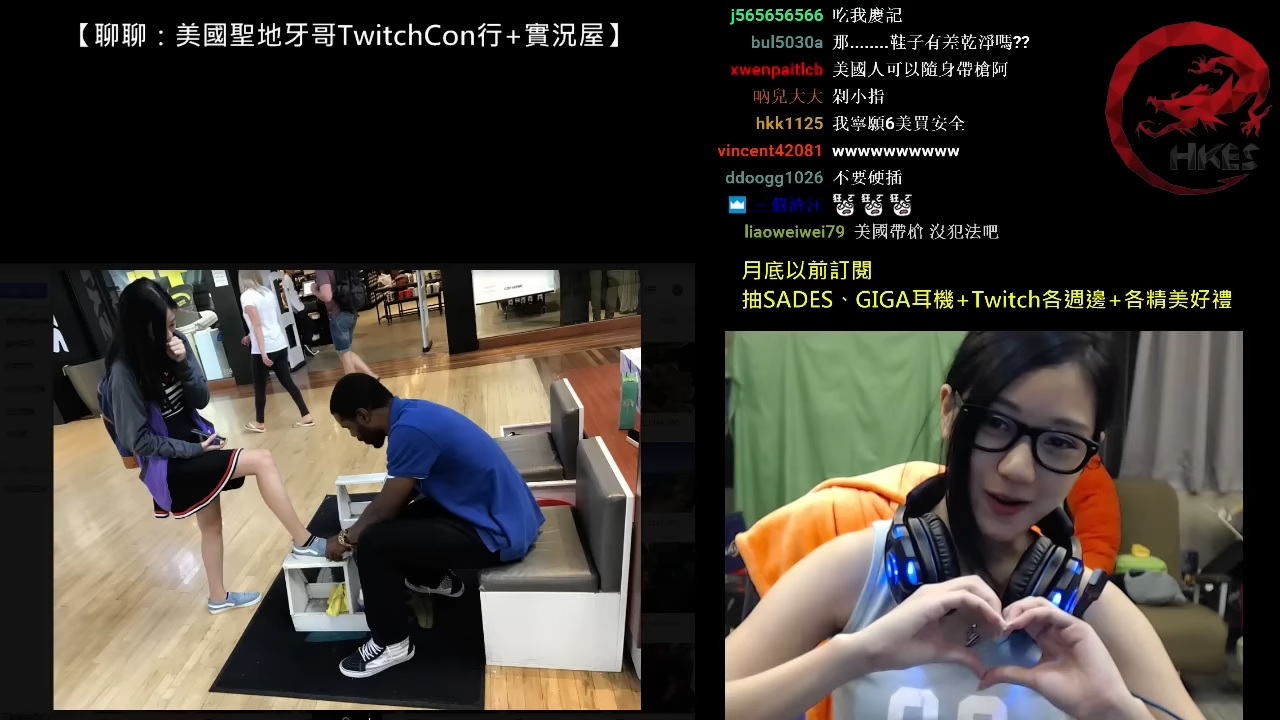 【聊聊：美國聖地牙哥TwitchCon行+實況屋】
j565656566 吃我慶記
bul5030a 那........鞋子有差乾淨嗎??
xwenpaitlcb 美國人可以隨身帶槍阿
吶兒大大 剁小指
hkk1125 我寧願6美買安全
vincent42081 wwwwwwwwww
ddoogg1026 不要硬插
liaoweiwei79 美國帶槍 沒犯法吧
HKES
月底以前訂閱
抽SADES、GIGA耳機+Twitch各週邊+各精美好禮